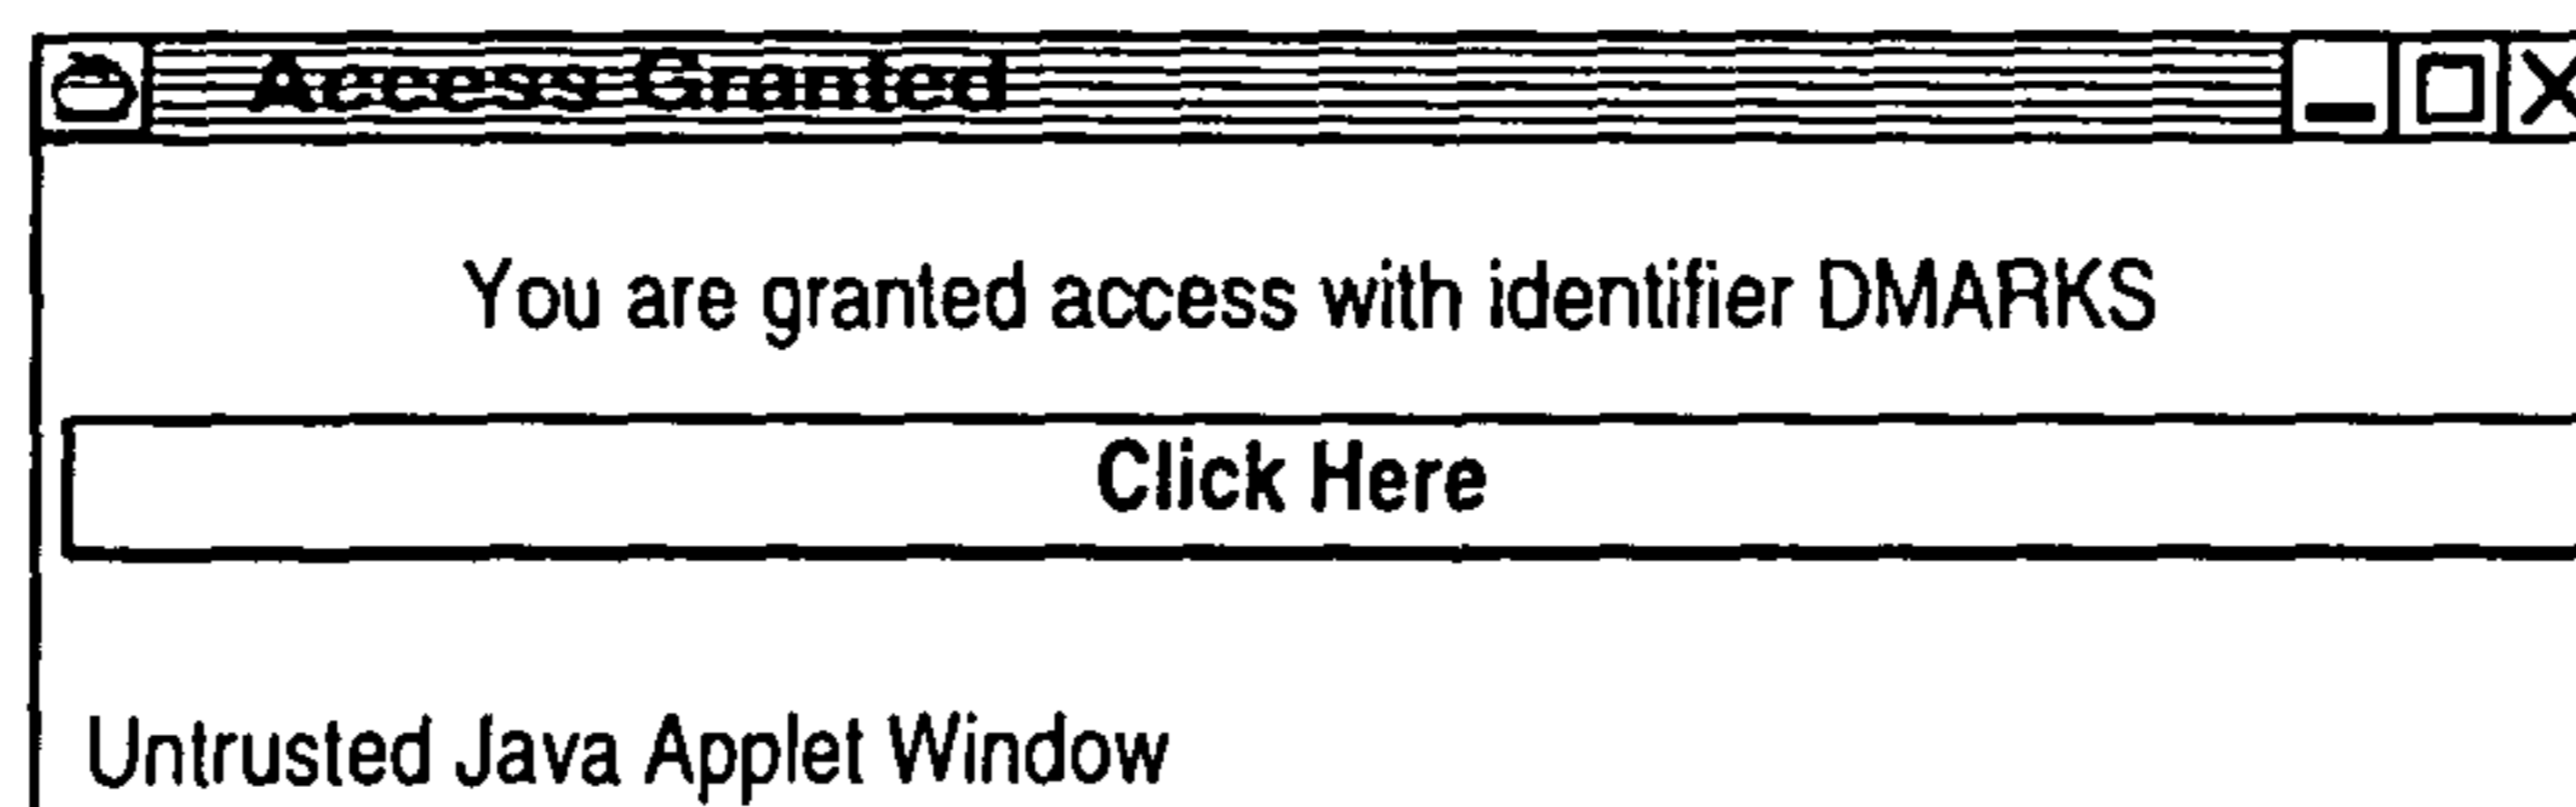 Access Granted
You are granted access with identifier DMARKS
Click Here
Untrusted Java Applet Window